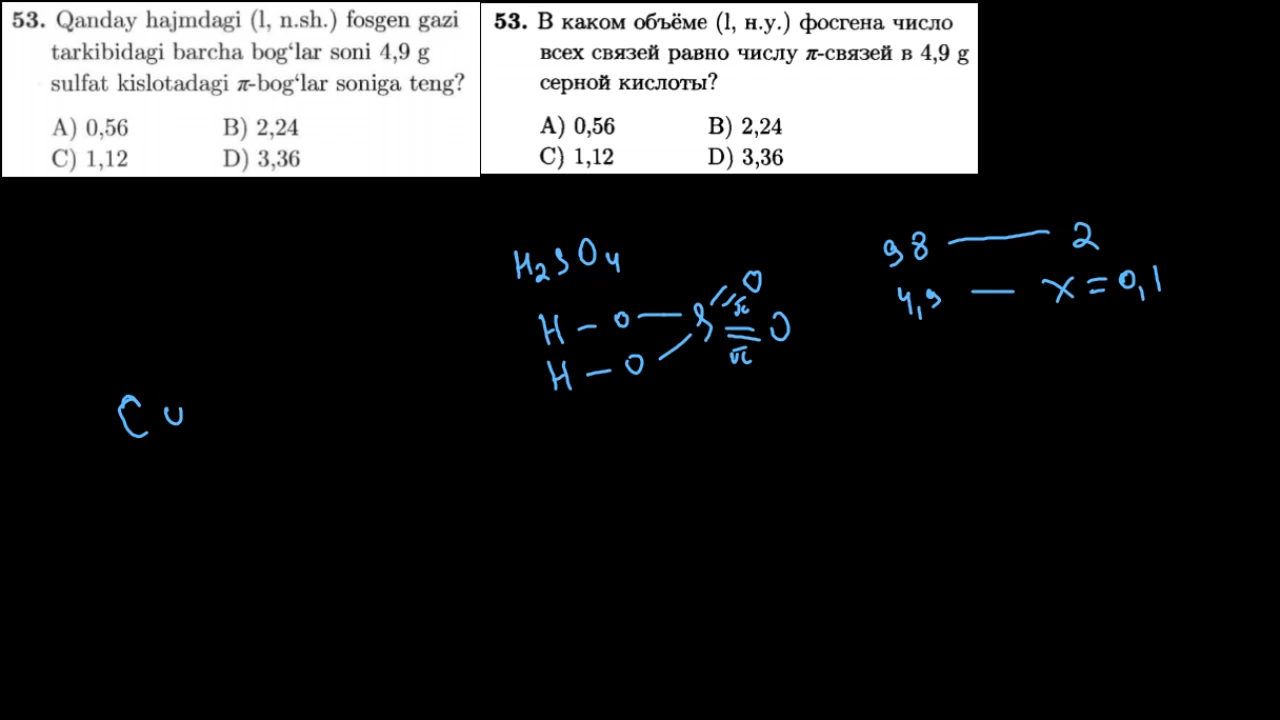 53. Qanday hajmdagi (l, n.sh.) fosgen gazi
tarkibidagi barcha bog‘lar soni 4,9 g
sulfat kislotadagi π-bog‘lar soniga teng?
A) 0,56 B) 2,24
C) 1,12 D) 3,36
53. В каком объёме (l, н.у.) фосгена число
всех связей равно числу π-связей в 4,9 g
серной кислоты?
A) 0,56 B) 2,24
C) 1,12 D) 3,36
H2SO4
H – O — S = O
π
= O
π
H – O
98 — 2
4,9 — x = 0,1